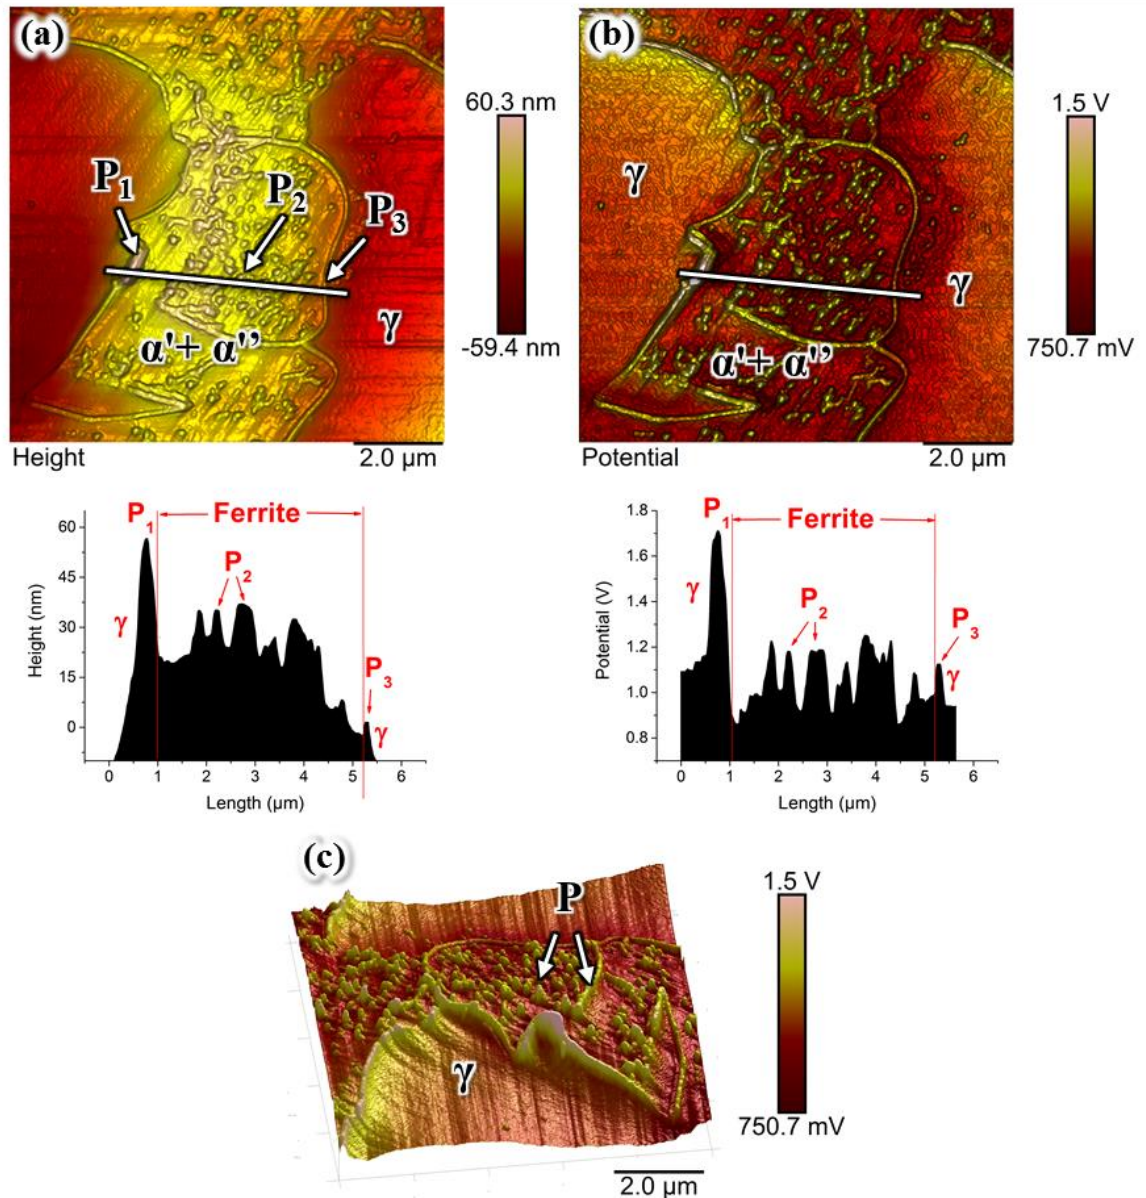 (a)
P1
P2
P3
γ
α'+ α''
60.3 nm
-59.4 nm
Height
2.0 µm
(b)
γ
γ
α'+ α''
1.5 V
750.7 mV
Potential
2.0 µm
P1
Ferrite
P2
P3
γ
γ
Height (nm)
60
45
30
15
0
0 1 2 3 4 5 6
Length (µm)
P1
Ferrite
P2
P3
γ
γ
Potential (V)
1.8
1.6
1.4
1.2
1.0
0.8
0 1 2 3 4 5 6
Length (µm)
(c)
P
γ
1.5 V
750.7 mV
2.0 µm